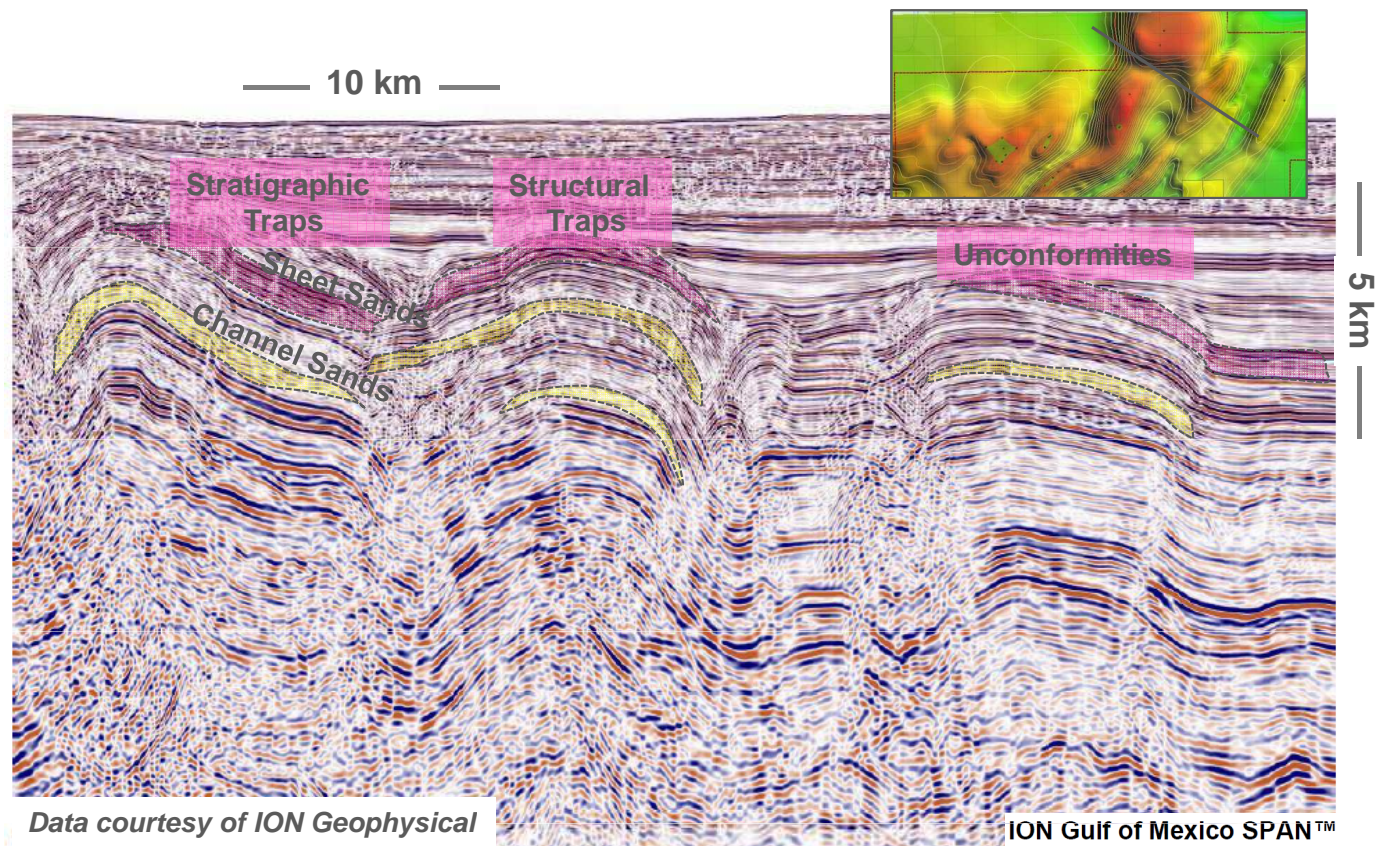 10 km
Stratigraphic
Traps
Structural
Traps
Unconformities
Sheet Sands
Channel Sands
5 km
Data courtesy of ION Geophysical
ION Gulf of Mexico SPAN™